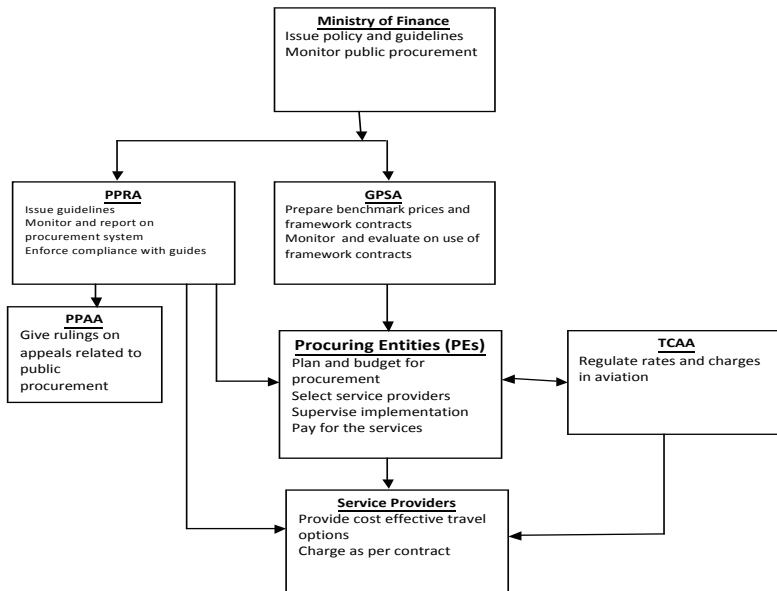 Ministry of Finance
Issue policy and guidelines
Monitor public procurement
PPRA
Issue guidelines
Monitor and report on
procurement system
Enforce compliance with guides
GPSA
Prepare benchmark prices and
framework contracts
Monitor and evaluate on use of
framework contracts
PPAA
Give rulings on
appeals related to
public
procurement
Procuring Entities (PEs)
Plan and budget for
procurement
Select service providers
Supervise implementation
Pay for the services
TCAA
Regulate rates and charges
in aviation
Service Providers
Provide cost effective travel
options
Charge as per contract